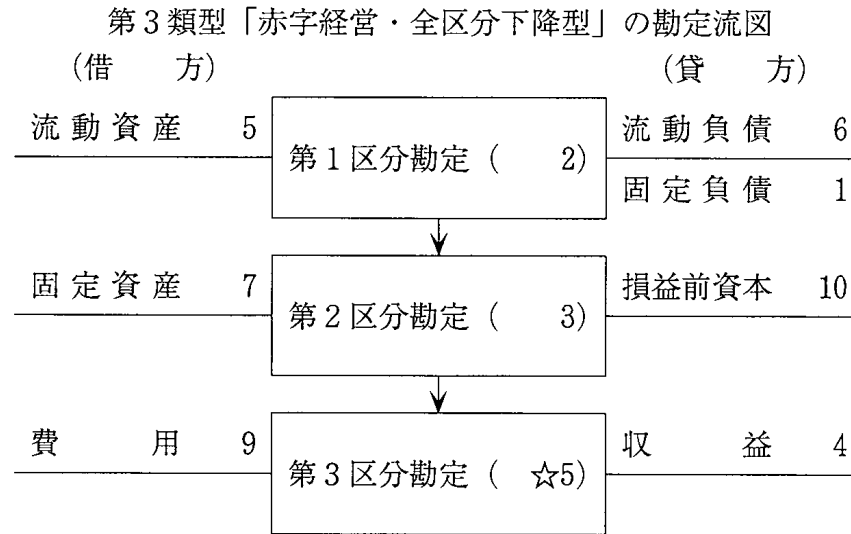 第３類型「赤字経営・全区分下降型」の勘定流図
(借　方)　(貸　方)
流動資産　5　第１区分勘定（　2）　流動負債　6
固定負債　1
固定資産　7　第２区分勘定（　3）　損益前資本　10
費用　9　第３区分勘定（　☆5）　収益　4